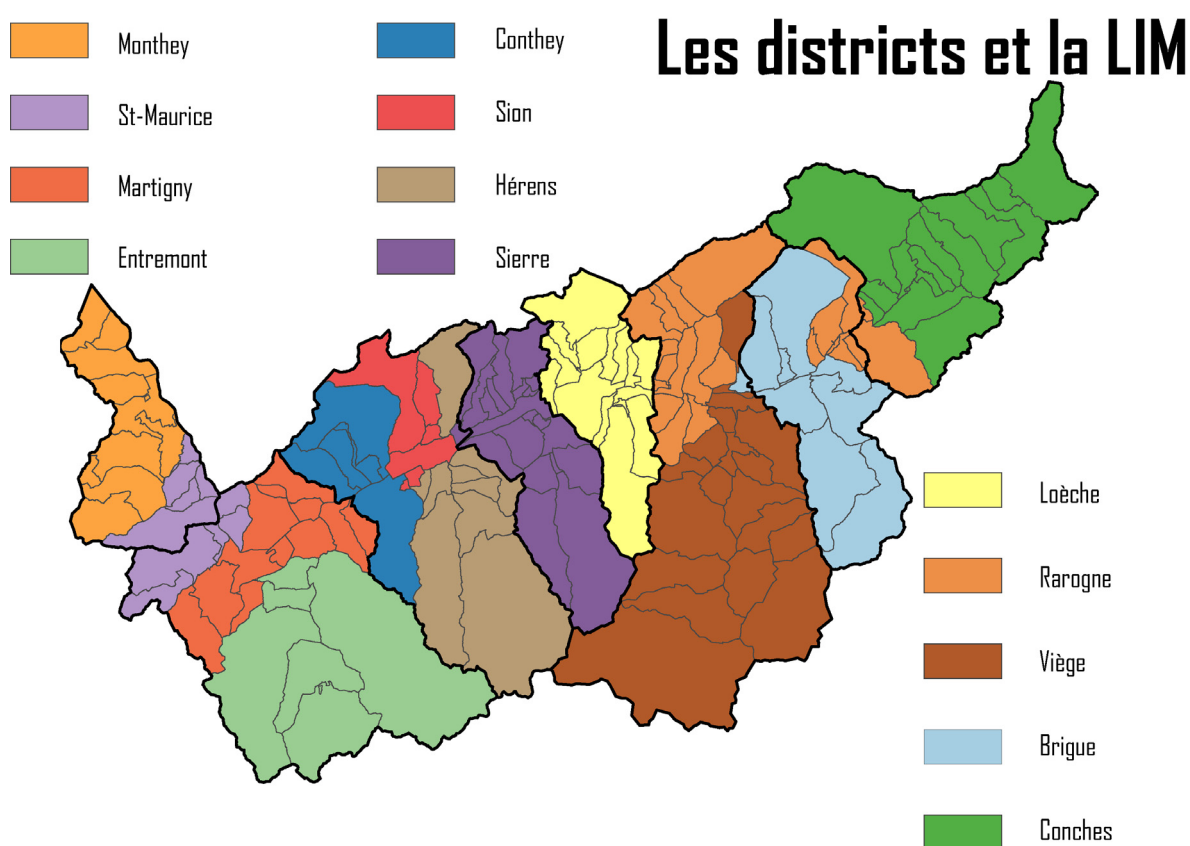 Les districts et la LIM
Monthey
St-Maurice
Martigny
Entremont
Conthey
Sion
Hérens
Sierre
Loèche
Rarogne
Viège
Brigue
Conches